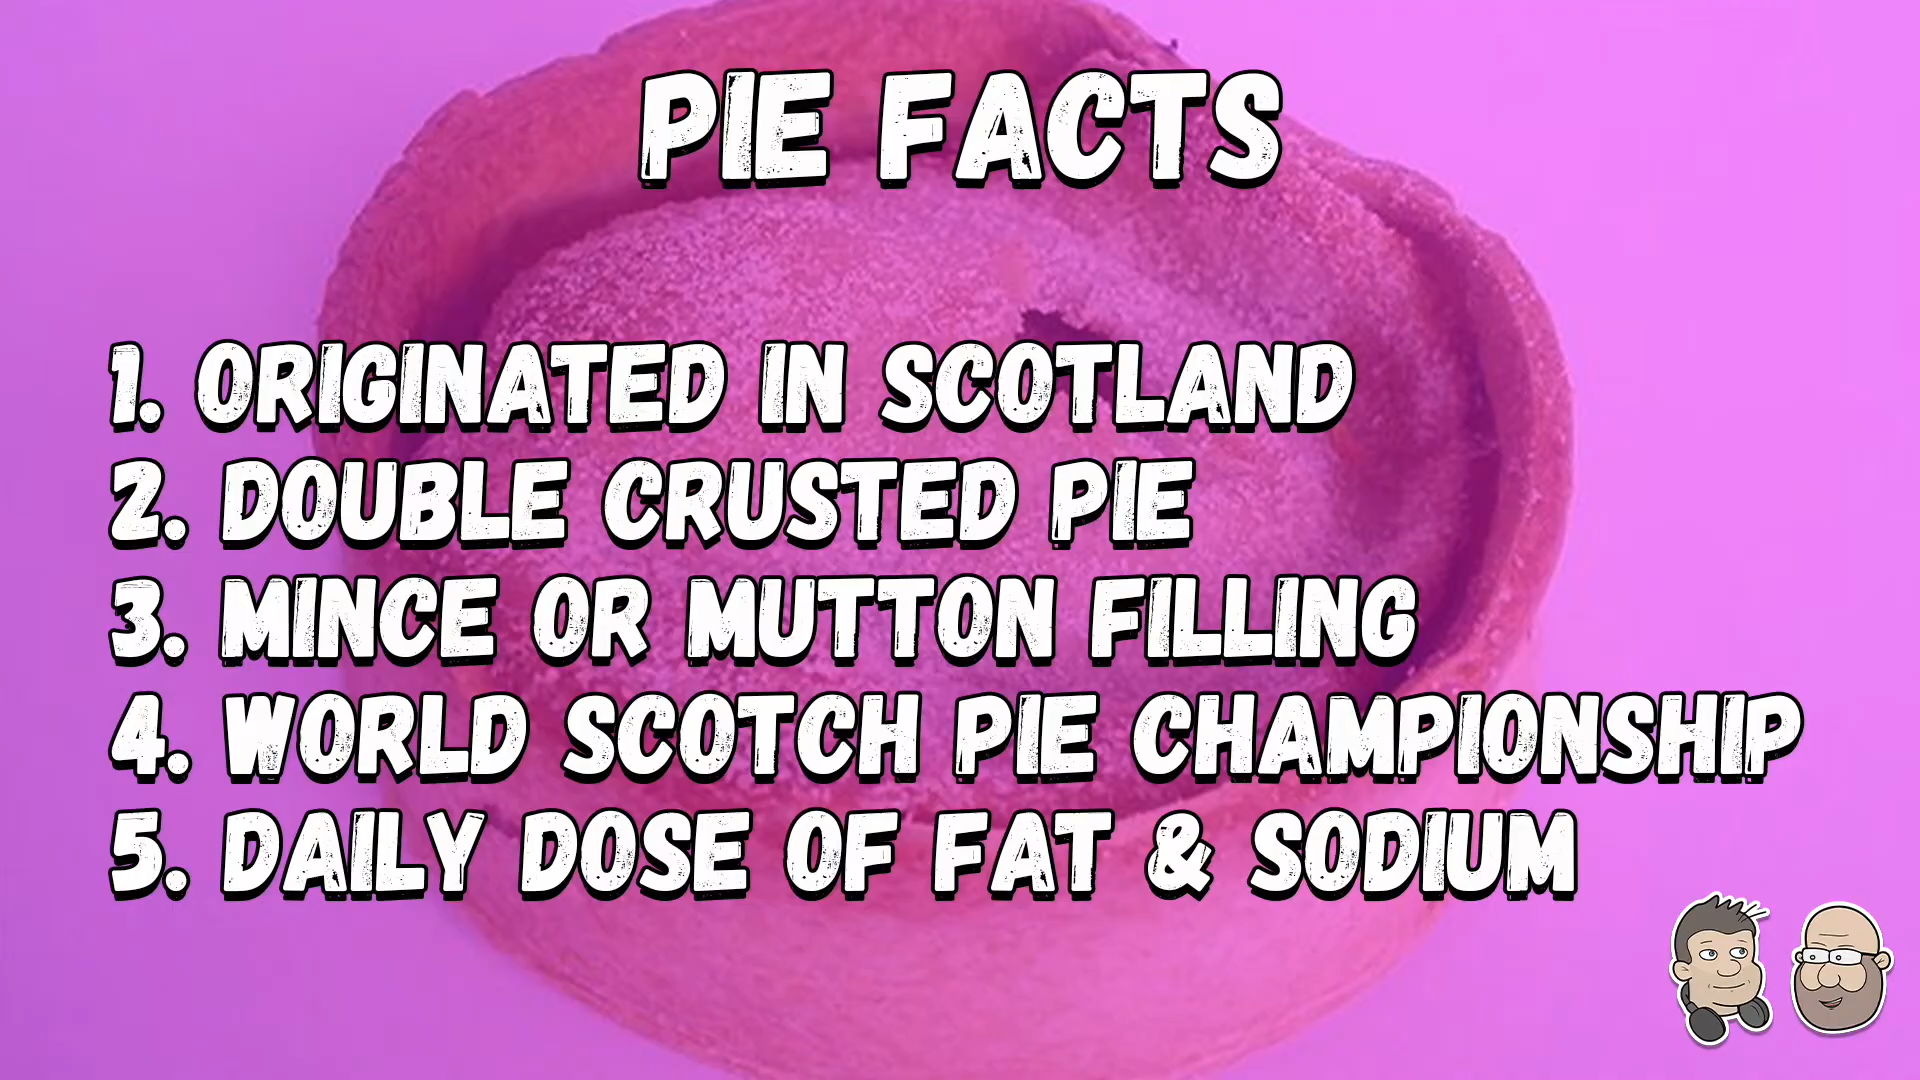 PIE FACTS
1. ORIGINATED IN SCOTLAND
2. DOUBLE CRUSTED PIE
3. MINCE OR MUTTON FILLING
4. WORLD SCOTCH PIE CHAMPIONSHIP
5. DAILY DOSE OF FAT & SODIUM